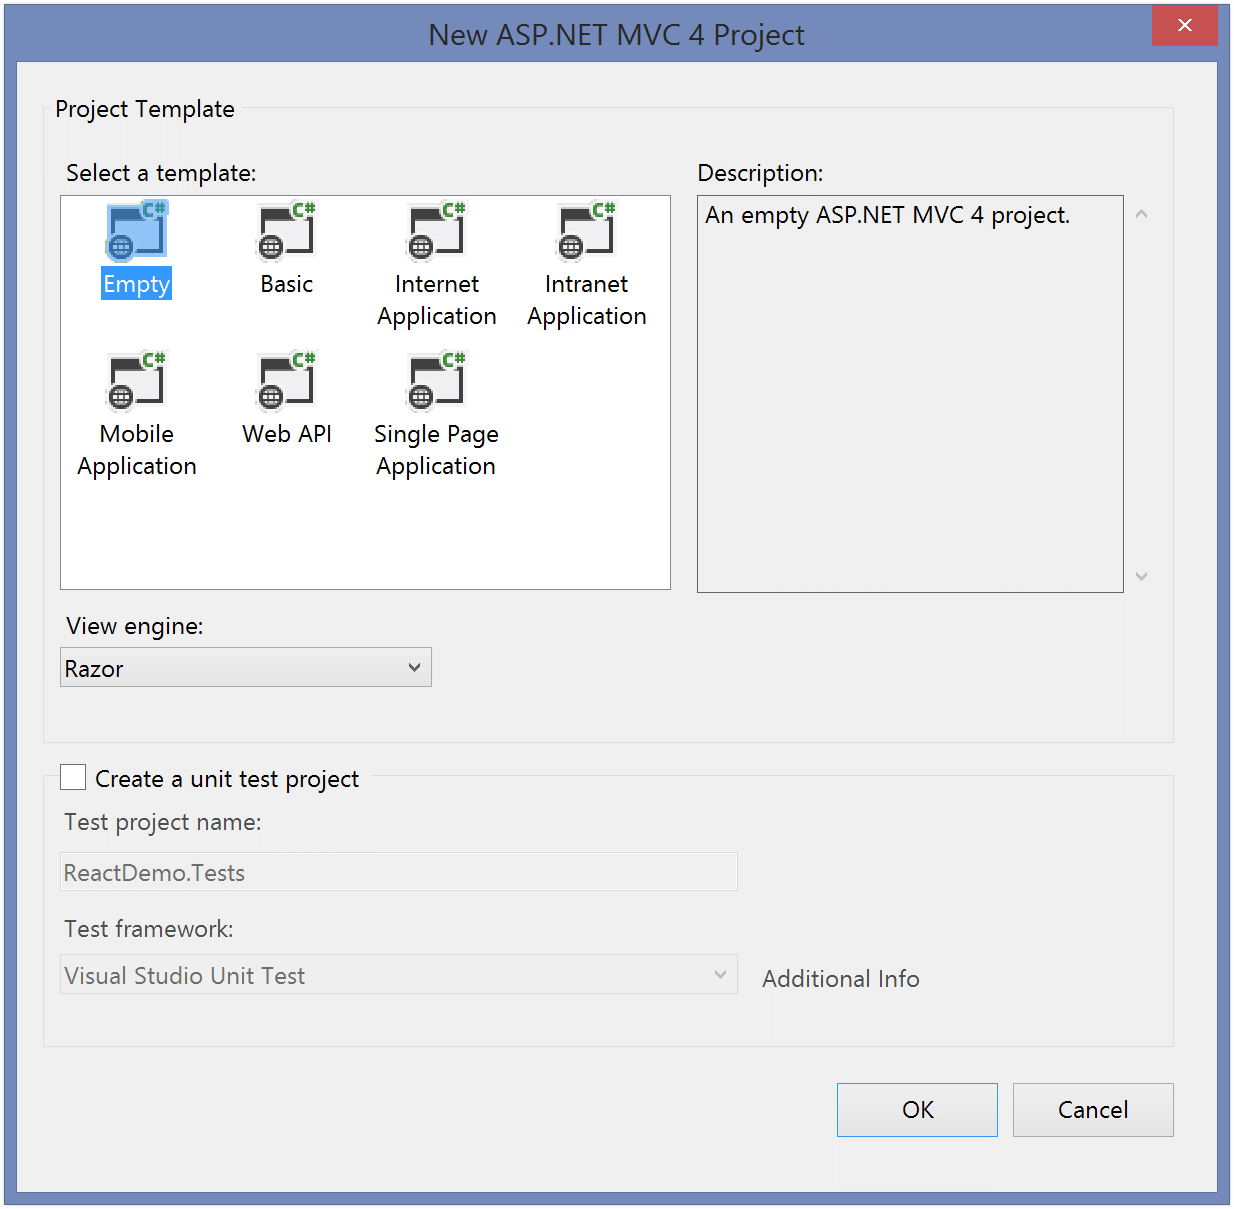 New ASP.NET MVC 4 Project
Project Template
Select a template:
Description:
C#
C#
C#
C#
Empty
Basic
Internet
Application
Intranet
Application
An empty ASP.NET MVC 4 project.
C#
C#
C#
Mobile
Application
Web API
Single Page
Application
View engine:
Razor
Create a unit test project
Test project name:
ReactDemo.Tests
Test framework:
Visual Studio Unit Test
Additional Info
OK
Cancel